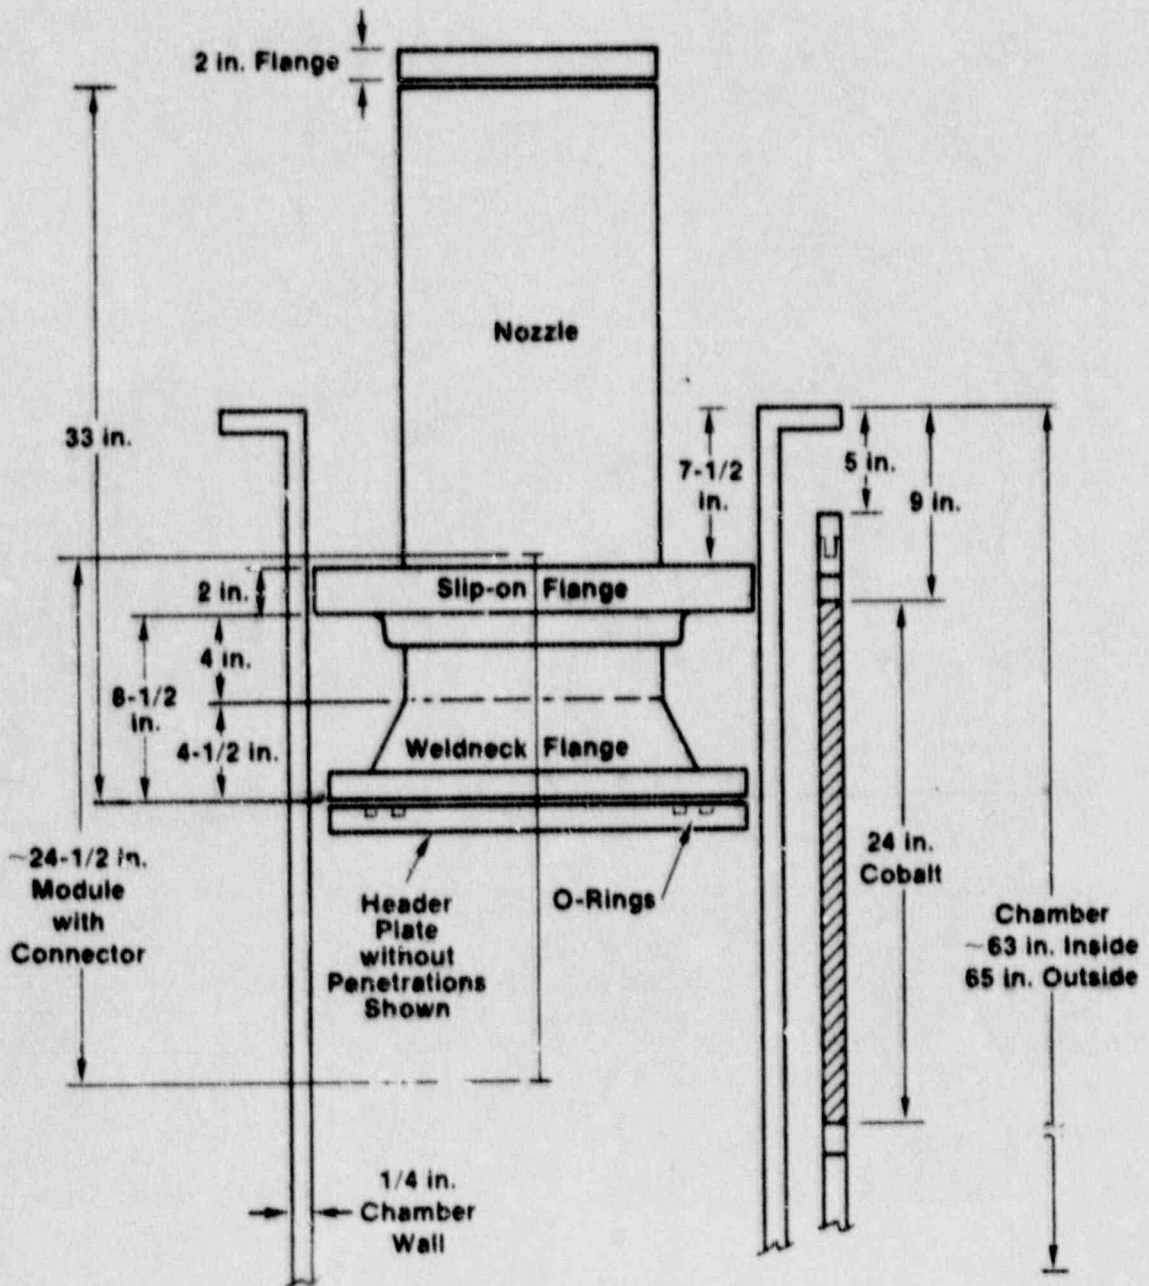 2 in. Flange
Nozzle
33 in.
7-1/2
in.
5 in.
9 in.
2 in.
Slip-on Flange
4 in.
8-1/2
in.
4-1/2 in.
Weldneck Flange
~24-1/2 in.
Module
with
Connector
Header
Plate
without
Penetrations
Shown
O-Rings
24 in.
Cobalt
Chamber
~63 in. Inside
65 in. Outside
1/4 in.
Chamber
Wall